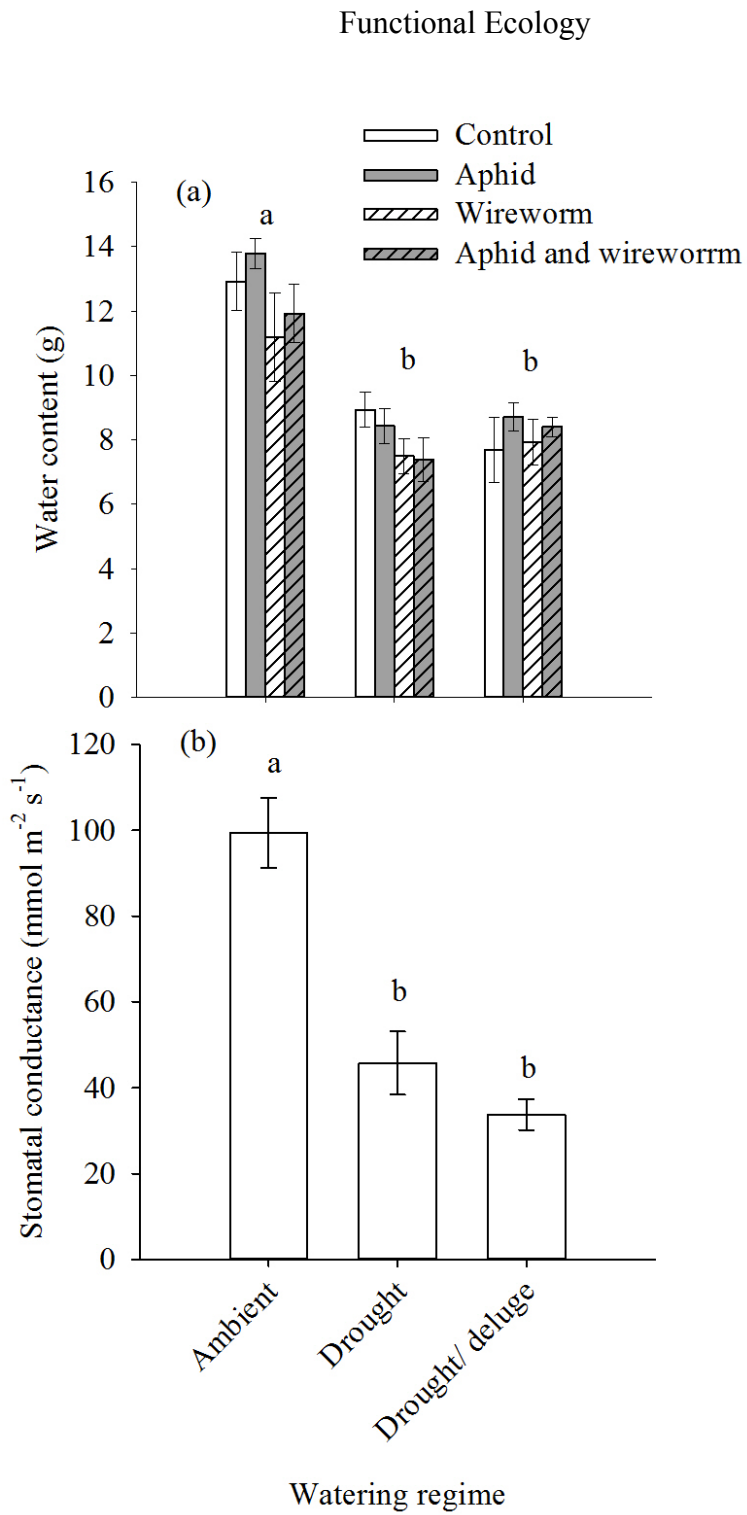 Functional Ecology
Control
Aphid
Wireworm
Aphid and wireworrm
(a)
a
b
b
16
14
12
10
8
6
4
2
0
Water content (g)
(b)
a
b
b
120
100
80
60
40
20
0
Stomatal conductance (mmol m⁻² s⁻¹)
Ambient
Drought
Drought/ deluge
Watering regime